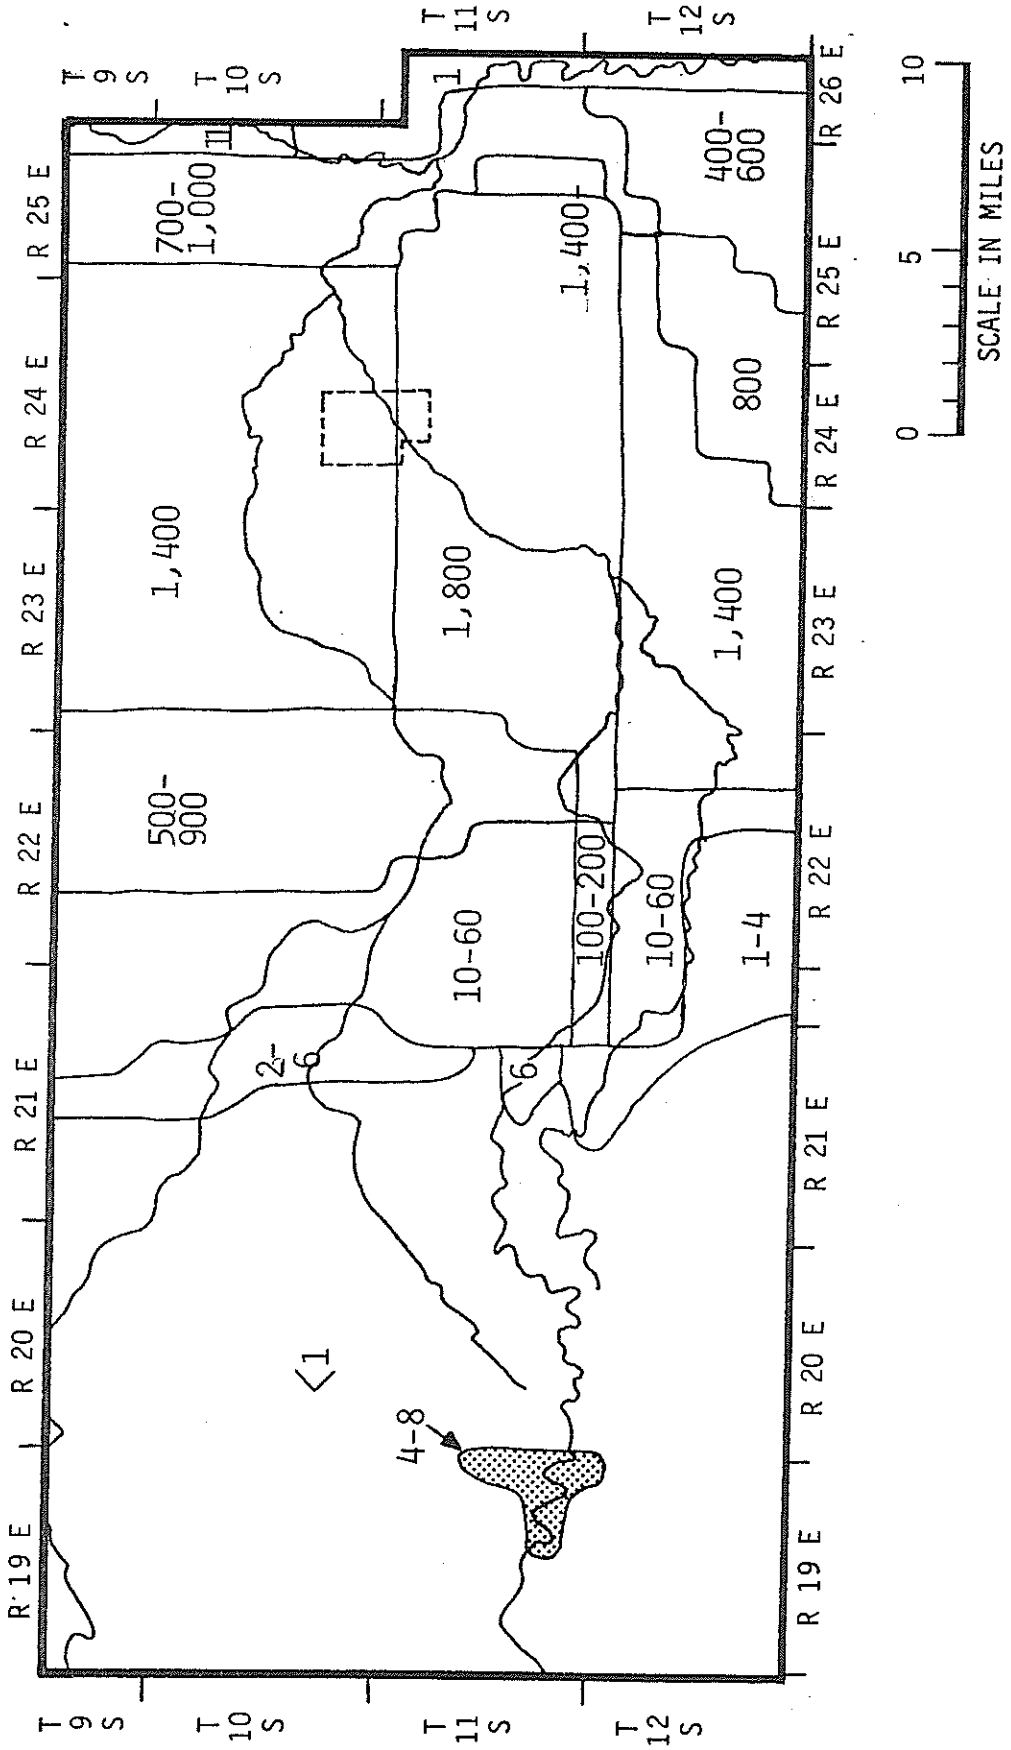 R 19 E
R 20 E
R 21 E
R 22 E
R 23 E
R 24 E
R 25 E
T
9
S
T
10
S
T
11
S
T
12
S
T
9
S
T
10
S
T
11
S
T
12
S
<1
4-8
2-
6
6
10-60
100-200
10-60
1-4
500-
900
1,400
1,800
1,400
1,400-
800
700-
1,000
1
400-
600
R 19 E
R 20 E
R 21 E
R 22 E
R 23 E
R 24 E
R 25 E
R 26 E
0
5
10
SCALE IN MILES